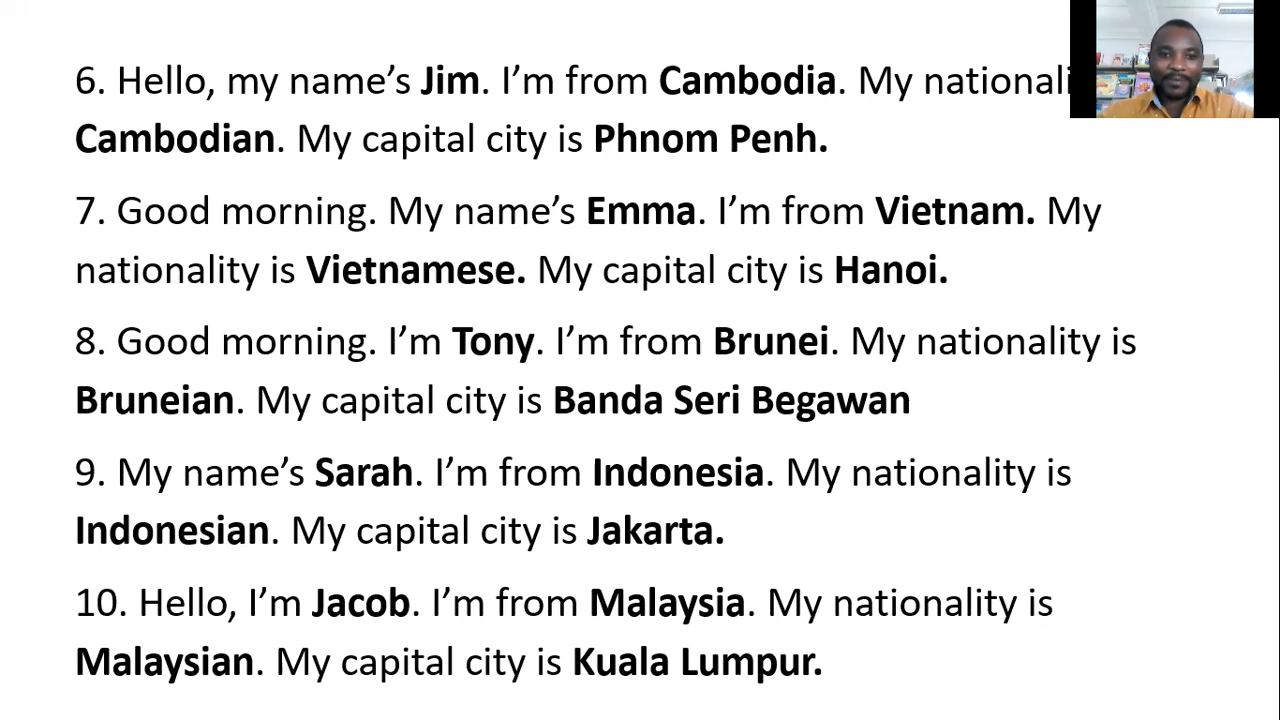 6. Hello, my name’s Jim. I’m from Cambodia. My
Cambodian. My capital city is Phnom Penh.
7. Good morning. My name’s Emma. I’m from Vietnam. My
nationality is Vietnamese. My capital city is Hanoi.
8. Good morning. I’m Tony. I’m from Brunei. My nationality is
Bruneian. My capital city is Banda Seri Begawan
9. My name’s Sarah. I’m from Indonesia. My nationality is
Indonesian. My capital city is Jakarta.
10. Hello, I’m Jacob. I’m from Malaysia. My nationality is
Malaysian. My capital city is Kuala Lumpur.